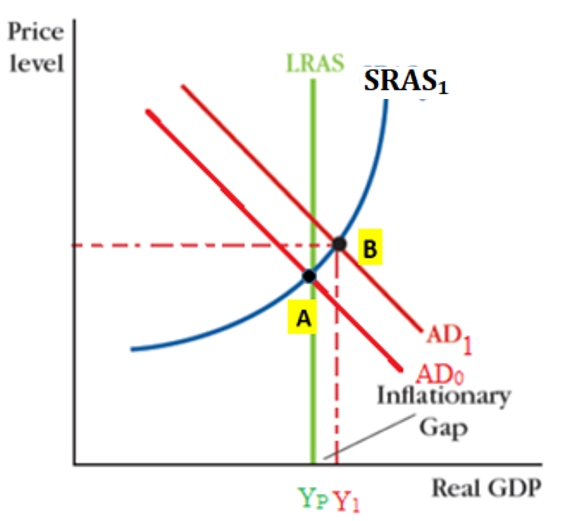 Price
level
LRAS
SRAS₁
B
A
AD₁
AD₀
Inflationary
Gap
Real GDP
Yₚ Y₁